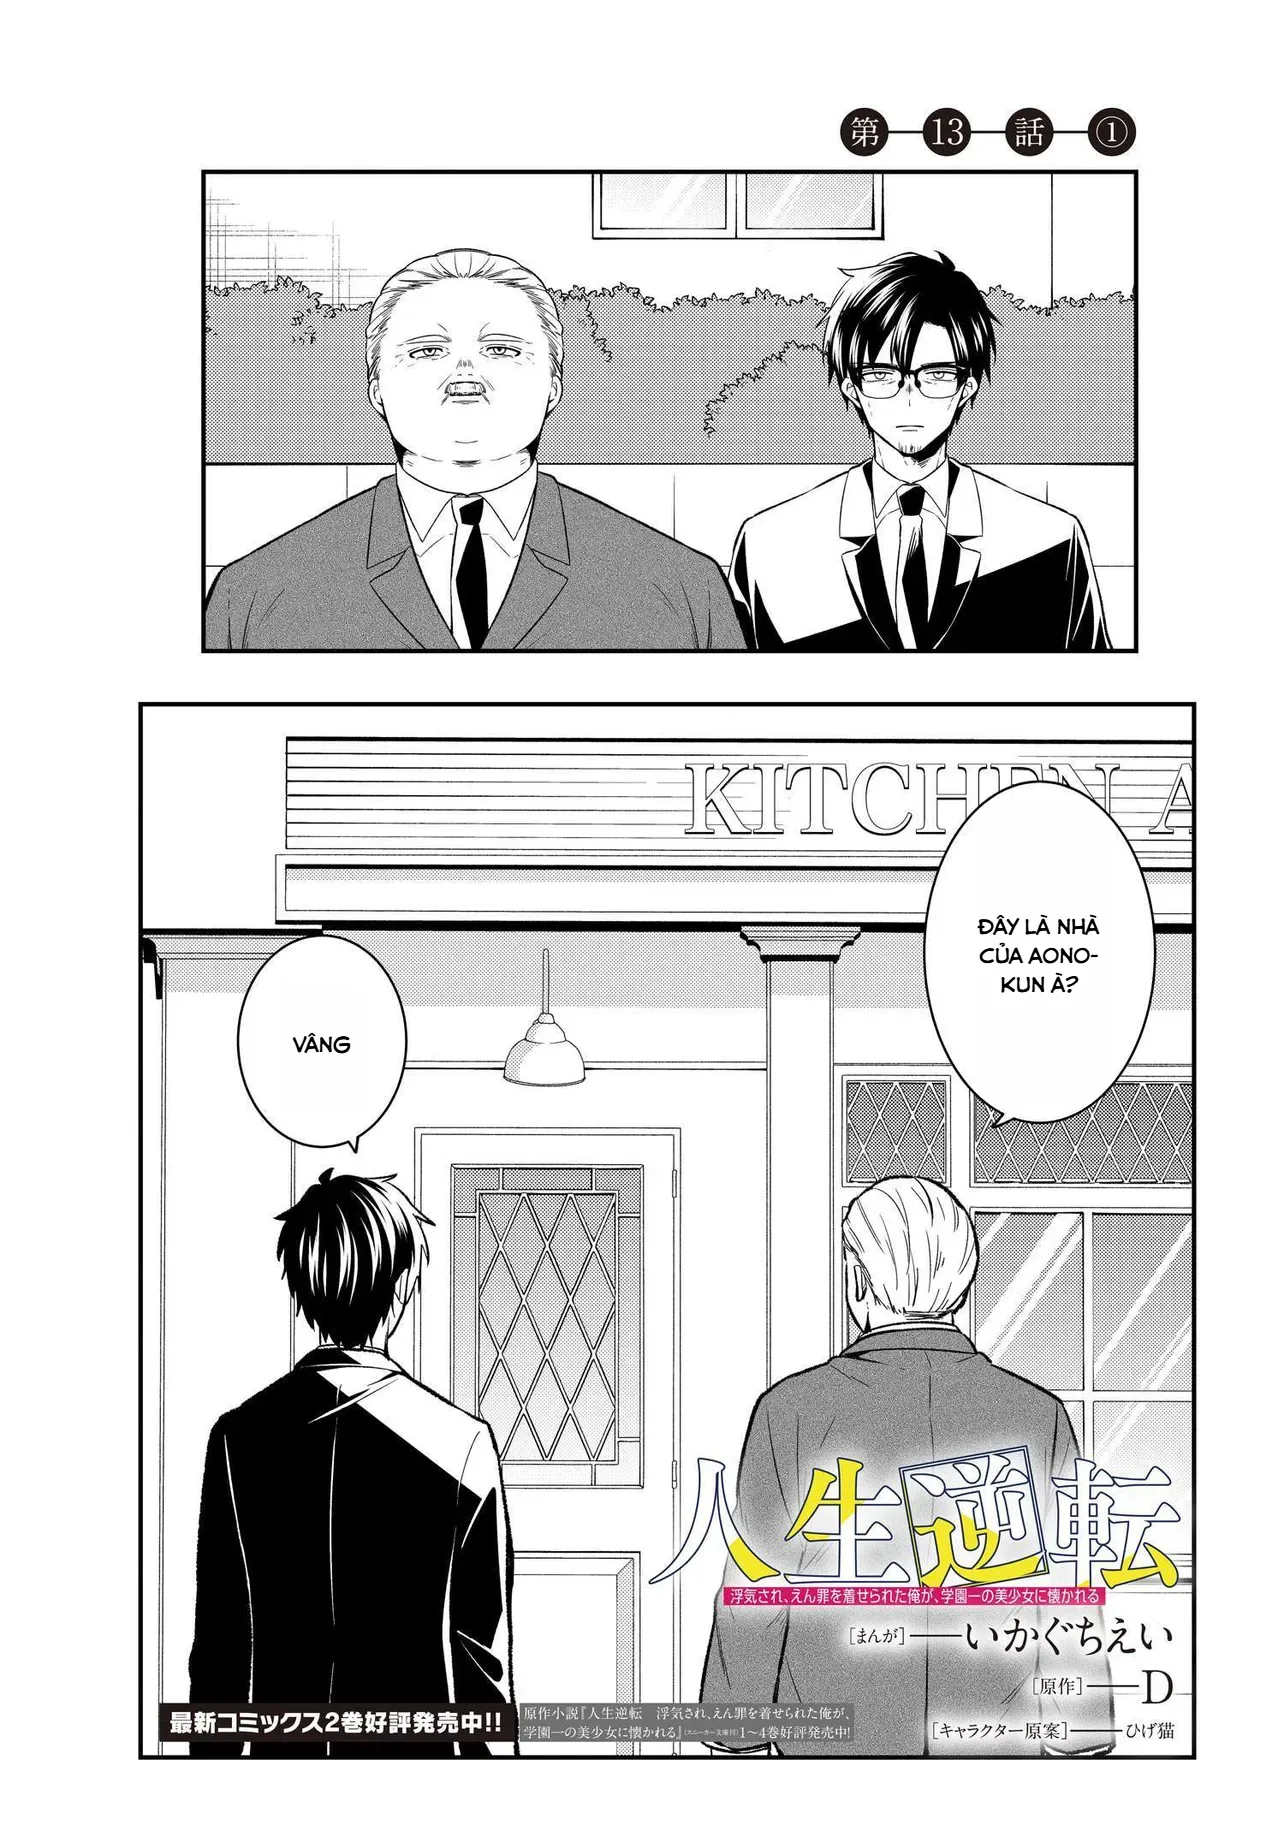 第13話①
KITCHEN A
ĐÂY LÀ NHÀ
CỦA AONO-
KUN À?
VÂNG
人生逆転
浮気され、えん罪を着せられた俺が、学園一の美少女に懐かれる
[まんが]——いかぐちえい
[原作]——D
[キャラクター原案]——ひげ猫
最新コミックス2巻好評発売中!!
原作小説『人生逆転 浮気され、えん罪を着せられた俺が、
学園一の美少女に懐かれる』(スニーカー文庫刊)1〜4巻好評発売中!